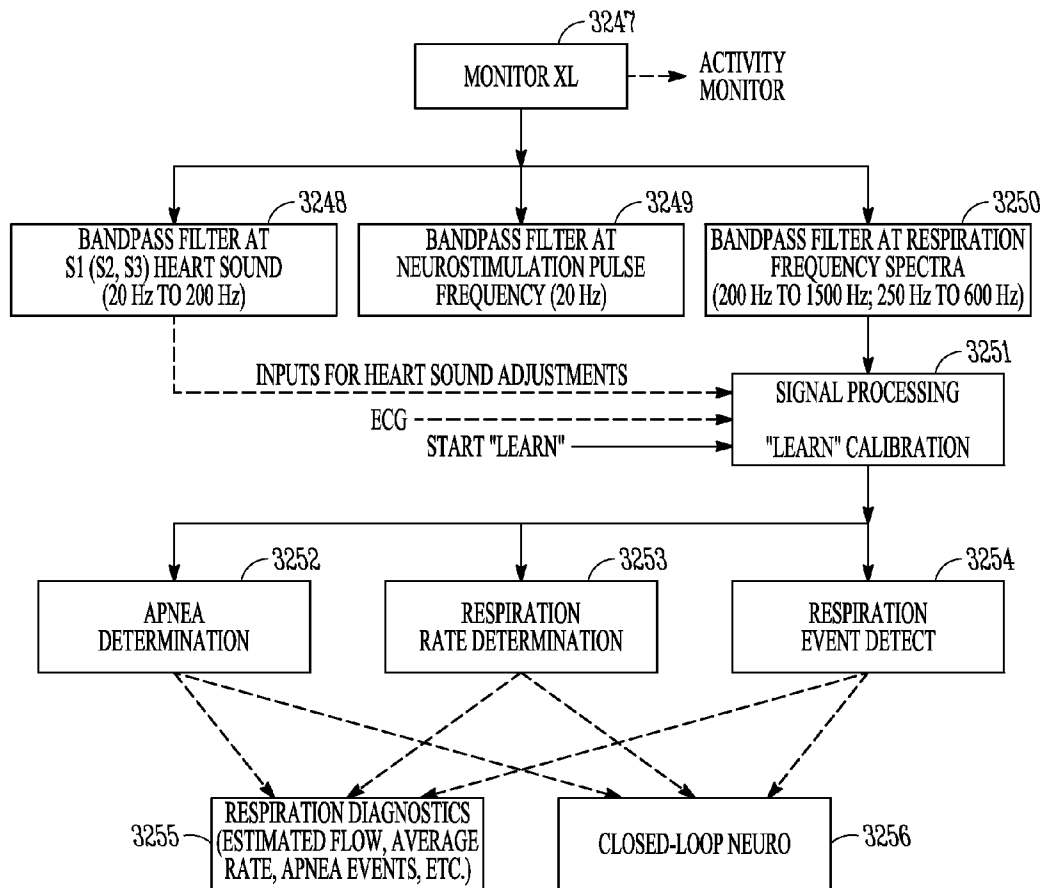 3247
MONITOR XL
ACTIVITY
MONITOR
3248
BANDPASS FILTER AT
S1 (S2, S3) HEART SOUND
(20 Hz TO 200 Hz)
3249
BANDPASS FILTER AT
NEUROSTIMULATION PULSE
FREQUENCY (20 Hz)
3250
BANDPASS FILTER AT RESPIRATION
FREQUENCY SPECTRA
(200 Hz TO 1500 Hz; 250 Hz TO 600 Hz)
3251
SIGNAL PROCESSING
"LEARN" CALIBRATION
INPUTS FOR HEART SOUND ADJUSTMENTS
ECG
START "LEARN"
3252
APNEA
DETERMINATION
3253
RESPIRATION
RATE DETERMINATION
3254
RESPIRATION
EVENT DETECT
3255
RESPIRATION DIAGNOSTICS
(ESTIMATED FLOW, AVERAGE
RATE, APNEA EVENTS, ETC.)
CLOSED-LOOP NEURO
3256